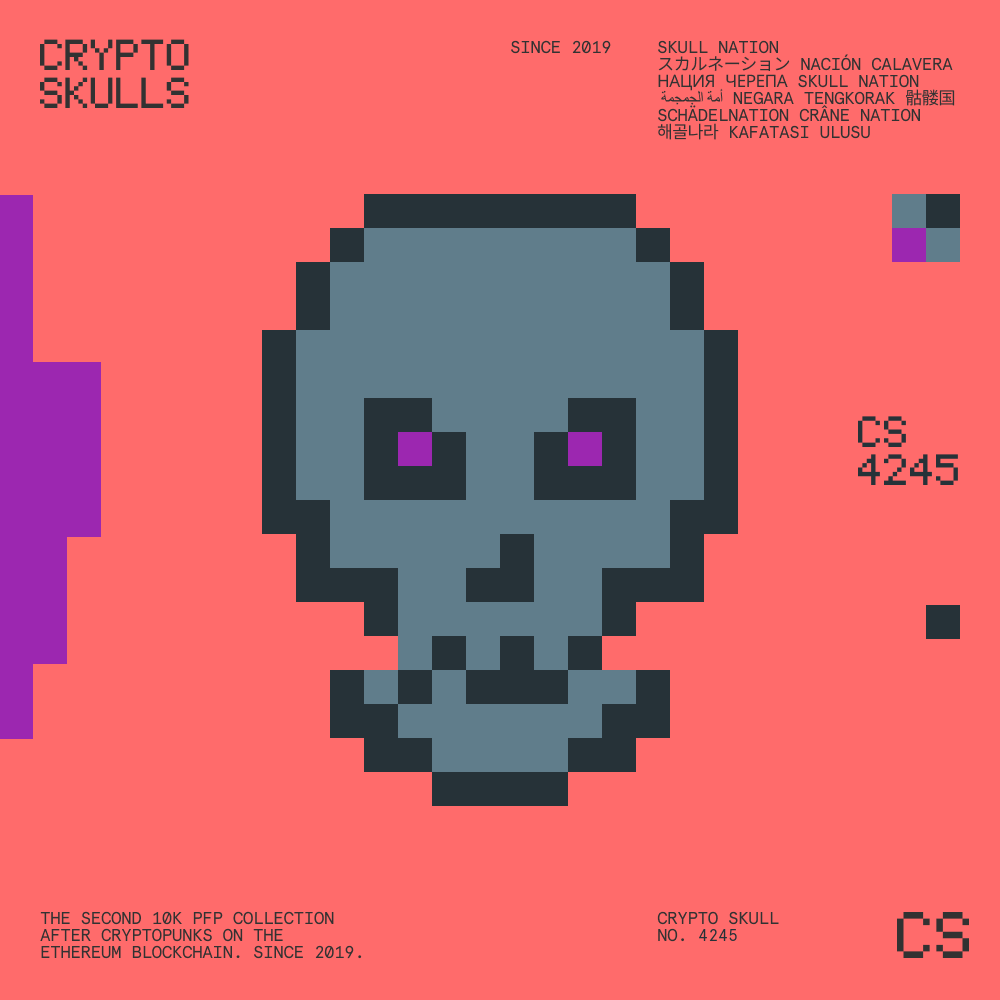 CRYPTO
SKULLS
SINCE 2019
SKULL NATION
スカルネーション NACIÓN CALAVERA
НАЦИЯ ЧЕРЕПА SKULL NATION
أمة الجمجمة NEGARA TENGKORAK 骷髅国
SCHÄDELNATION CRÂNE NATION
해골나라 KAFATASI ULUSU
CS
4245
THE SECOND 10K PFP COLLECTION
AFTER CRYPTOPUNKS ON THE
ETHEREUM BLOCKCHAIN. SINCE 2019.
CRYPTO SKULL
NO. 4245
CS